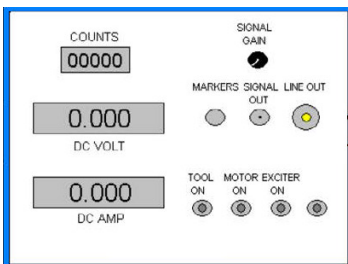 COUNTS
00000
SIGNAL
GAIN
MARKERS SIGNAL LINE OUT
OUT
0.000
DC VOLT
0.000
DC AMP
TOOL MOTOR EXCITER
ON ON ON